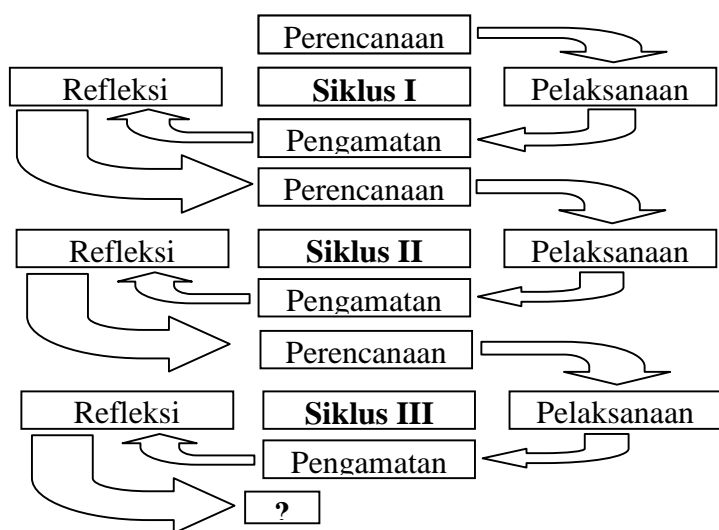 Perencanaan
Refleksi
Siklus I
Pelaksanaan
Pengamatan
Perencanaan
Refleksi
Siklus II
Pelaksanaan
Pengamatan
Perencanaan
Refleksi
Siklus III
Pelaksanaan
Pengamatan
?